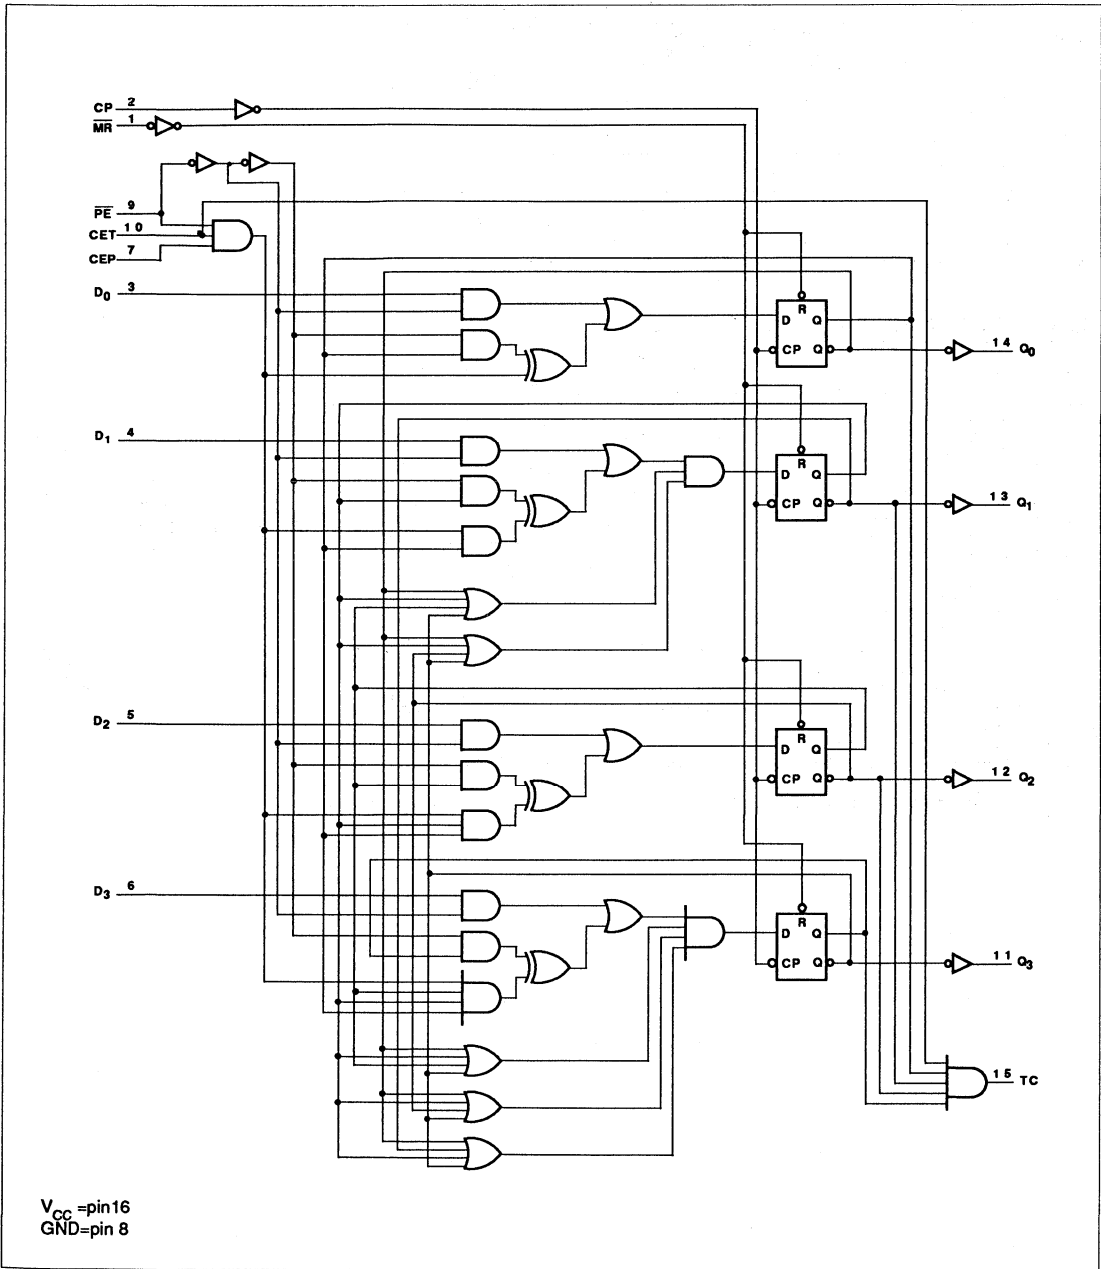 CP 2
MR 1
PE 9
CET 10
CEP 7
D0 3
R
D Q
CP Q
14 Q0
D1 4
R
D Q
CP Q
13 Q1
D2 5
R
D Q
CP Q
12 Q2
D3 6
R
D Q
CP Q
11 Q3
15 TC
VCC =pin16
GND=pin 8